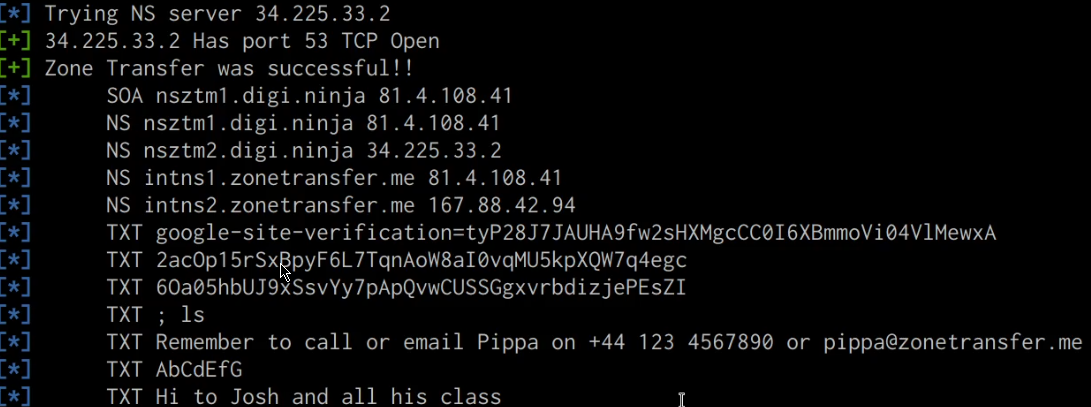 [*] Trying NS server 34.225.33.2
[+] 34.225.33.2 Has port 53 TCP Open
[+] Zone Transfer was successful!!
[*] SOA nsztm1.digi.ninja 81.4.108.41
[*] NS nsztm1.digi.ninja 81.4.108.41
[*] NS nsztm2.digi.ninja 34.225.33.2
[*] NS intns1.zonetransfer.me 81.4.108.41
[*] NS intns2.zonetransfer.me 167.88.42.94
[*] TXT google-site-verification=tyP28J7JAUHA9fw2sHXMgcCC0I6XBmmoVi04VlMewxA
[*] TXT 2acOp15rSxBpyF6L7TqnAoW8aI0vqMU5kpXQW7q4egc
[*] TXT 6Oa05hbUJ9xSsvYy7pApQvwCUSSGgxvrbdizjePEsZI
[*] TXT ; ls
[*] TXT Remember to call or email Pippa on +44 123 4567890 or pippa@zonetransfer.me
[*] TXT AbCdEfG
[*] TXT Hi to Josh and all his class